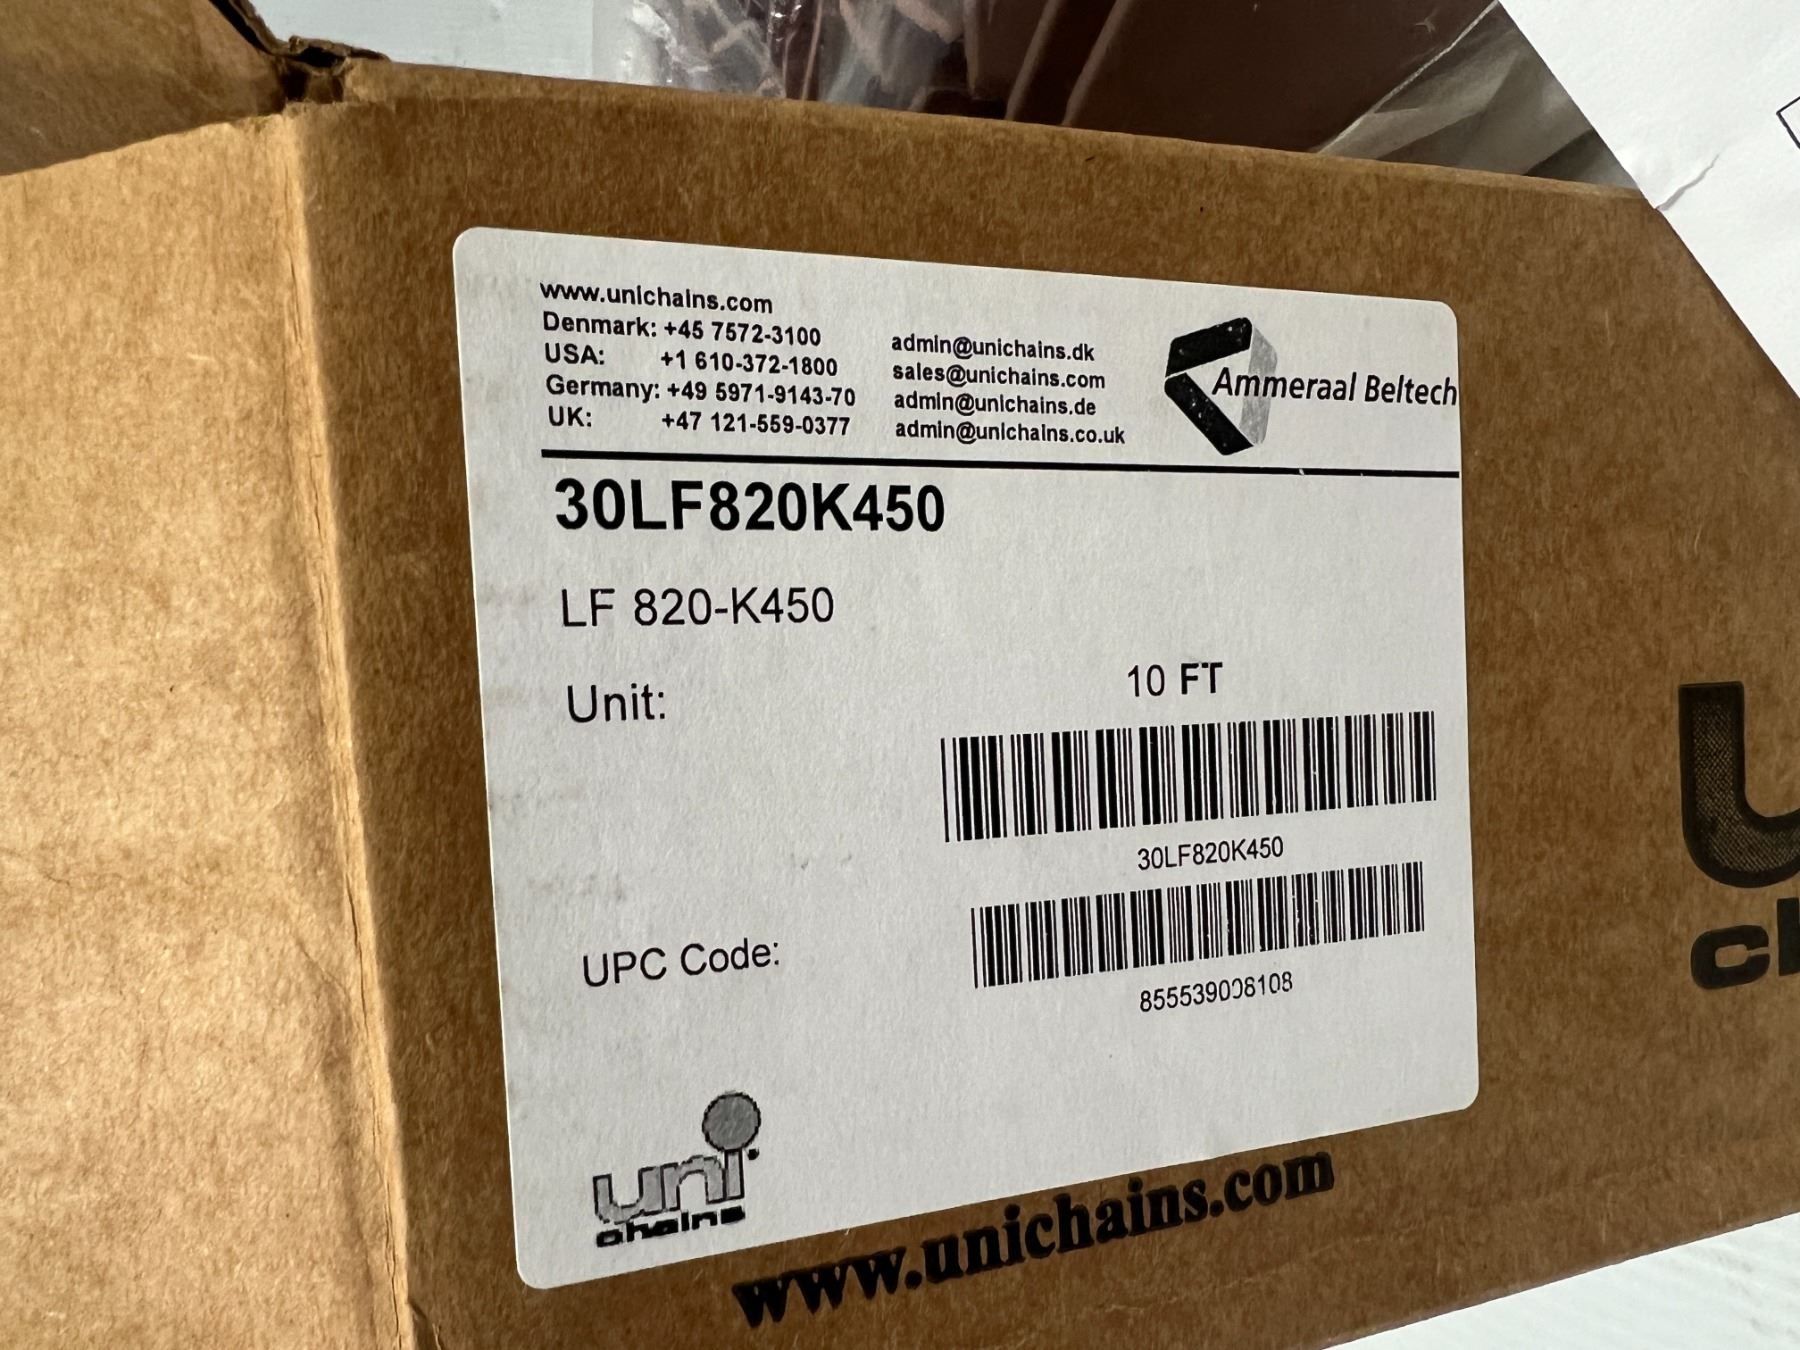 www.unichains.com
Denmark: +45 7572-3100 admin@unichains.dk
USA: +1 610-372-1800 sales@unichains.com
Germany: +49 5971-9143-70 admin@unichains.de
UK: +47 121-559-0377 admin@unichains.co.uk
Ammeraal Beltech
30LF820K450
LF 820-K450
Unit: 10 FT
30LF820K450
UPC Code:
855539008108
uni
chains
www.unichains.com